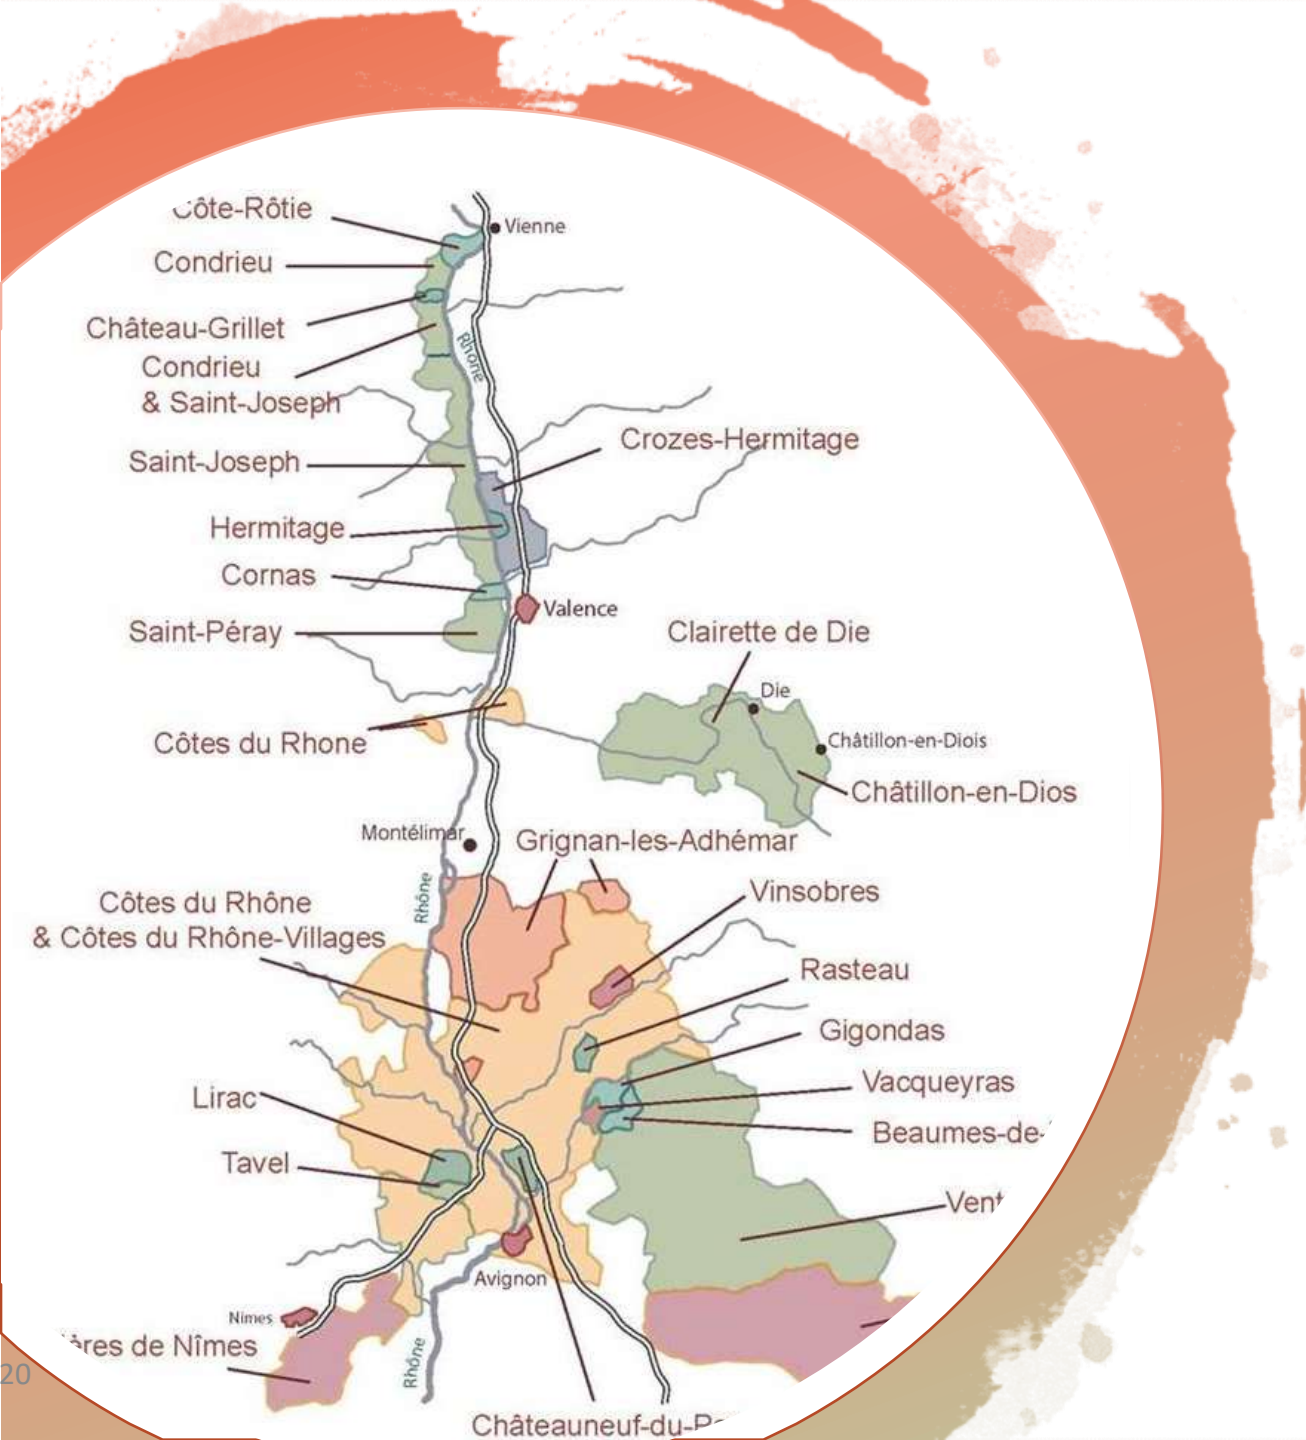 Côte-Rôtie
Vienne
Condrieu
Château-Grillet
Condrieu
& Saint-Joseph
Rhône
Crozes-Hermitage
Saint-Joseph
Hermitage
Cornas
Valence
Saint-Péray
Clairette de Die
Die
Côtes du Rhone
Châtillon-en-Diois
Châtillon-en-Dios
Montélimar
Grignan-les-Adhémar
Rhône
Vinsobres
Côtes du Rhône
& Côtes du Rhône-Villages
Rasteau
Gigondas
Vacqueyras
Lirac
Beaumes-de-
Tavel
Vent
Avignon
Nimes
ères de Nîmes
Rhône
20
Châteauneuf-du-Pa